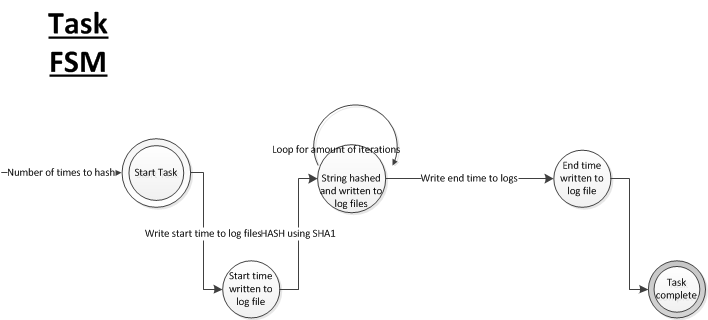 Task
FSM
Loop for amount of iterations
Number of times to hash
Start Task
String hashed
and written to
log files
Write end time to logs
End time
written to
log file
Write start time to log files
HASH using SHA1
Start time
written to
log file
Task
complete